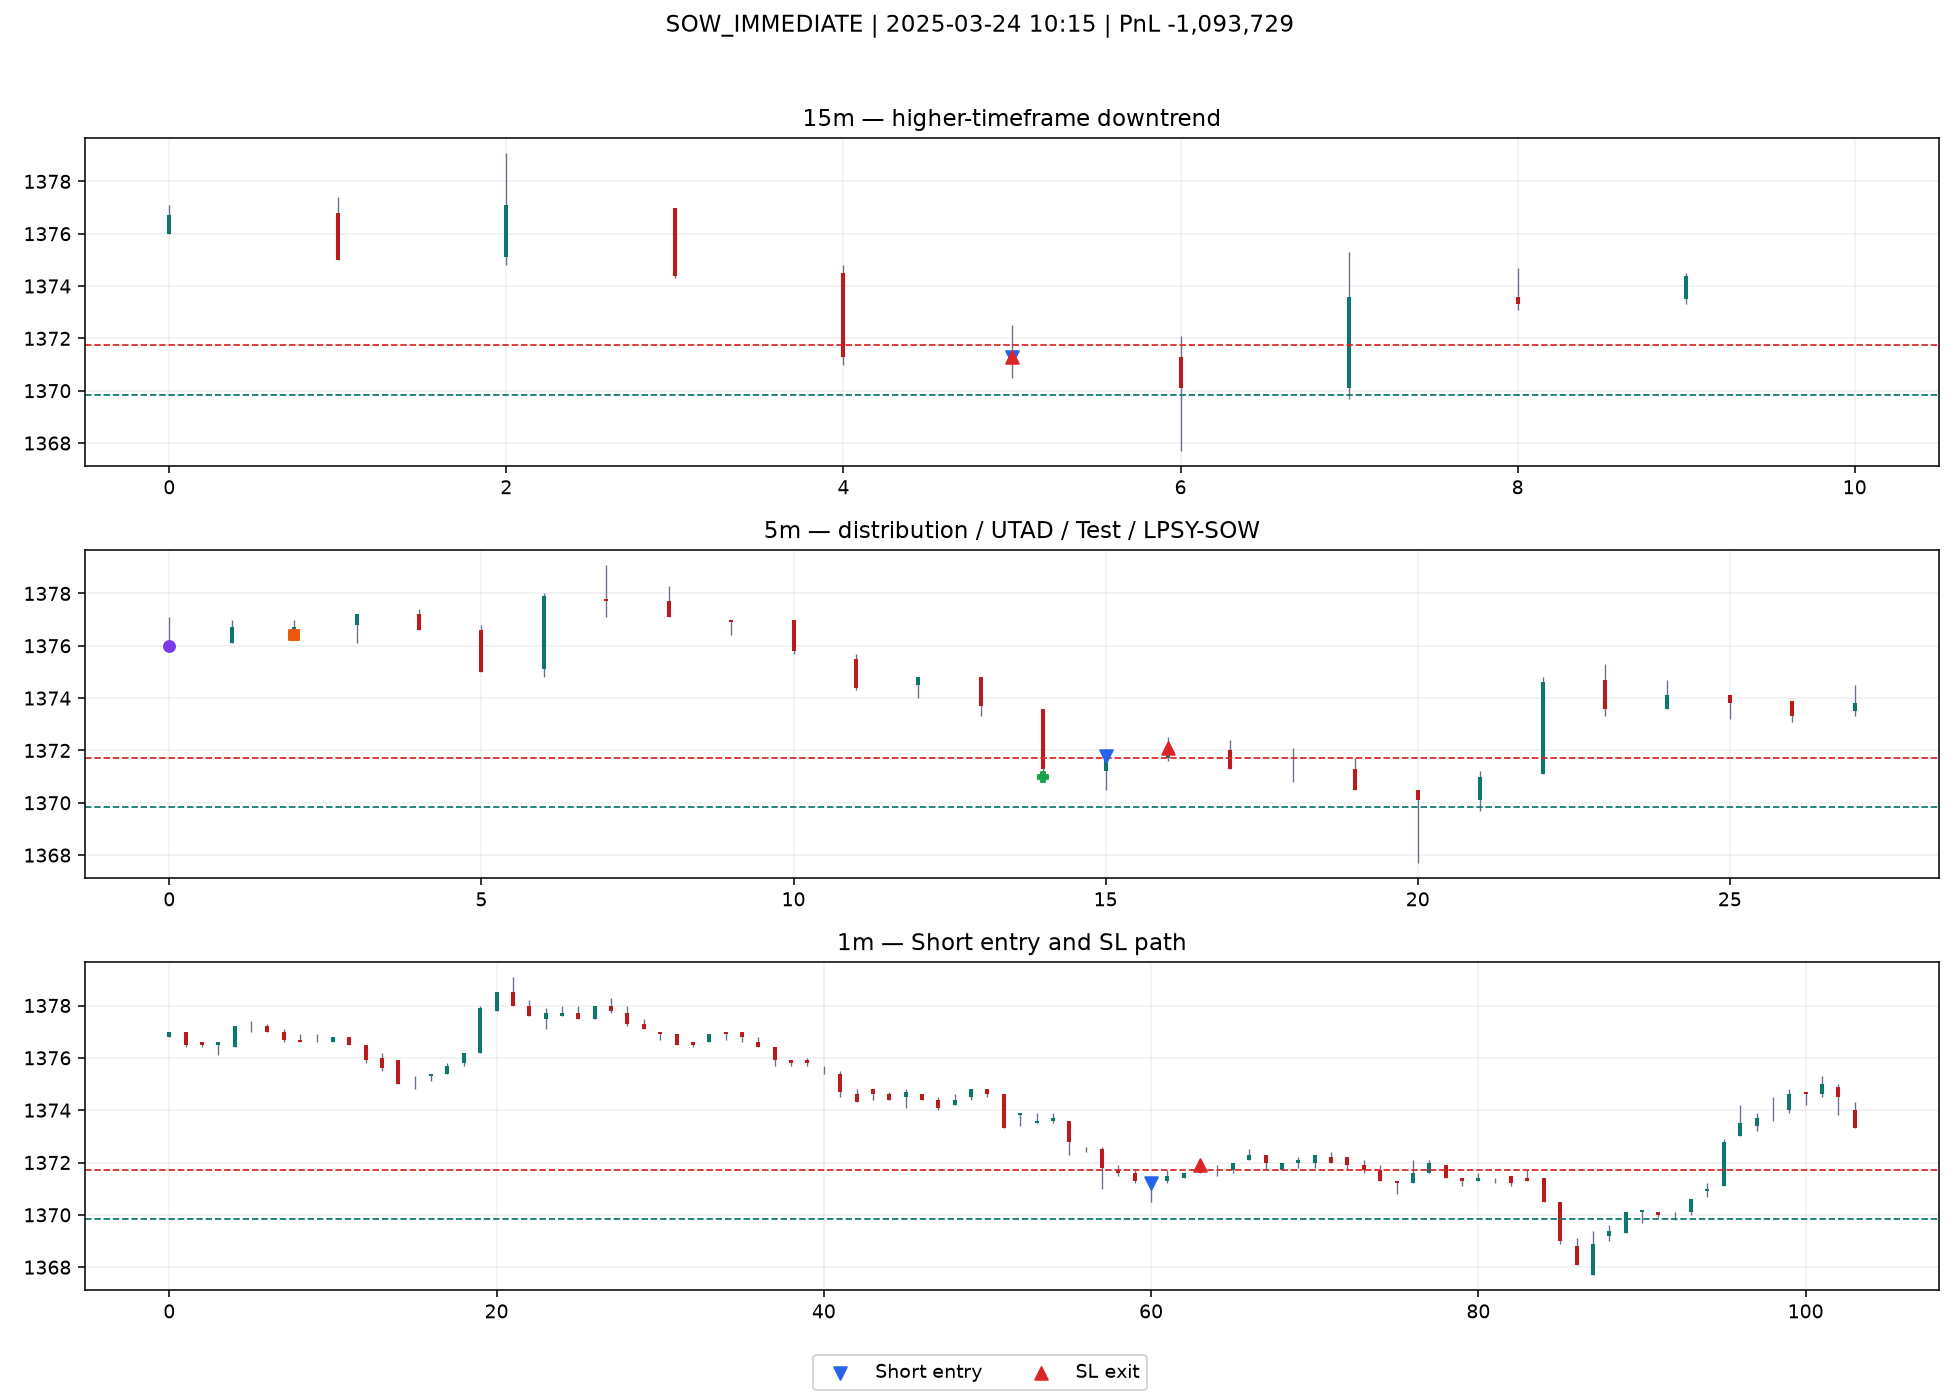 SOW_IMMEDIATE | 2025-03-24 10:15 | PnL -1,093,729
15m — higher-timeframe downtrend
1378
1376
1374
1372
1370
1368
0 2 4 6 8 10
5m — distribution / UTAD / Test / LPSY-SOW
1378
1376
1374
1372
1370
1368
0 5 10 15 20 25
1m — Short entry and SL path
1378
1376
1374
1372
1370
1368
0 20 40 60 80 100
Short entry SL exit